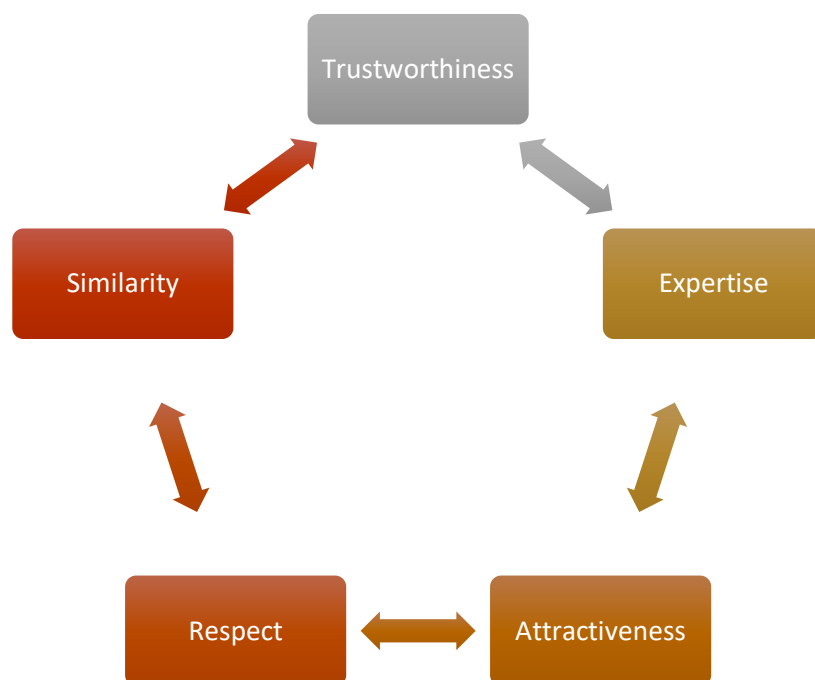 Trustworthiness
Similarity
Expertise
Respect
Attractiveness